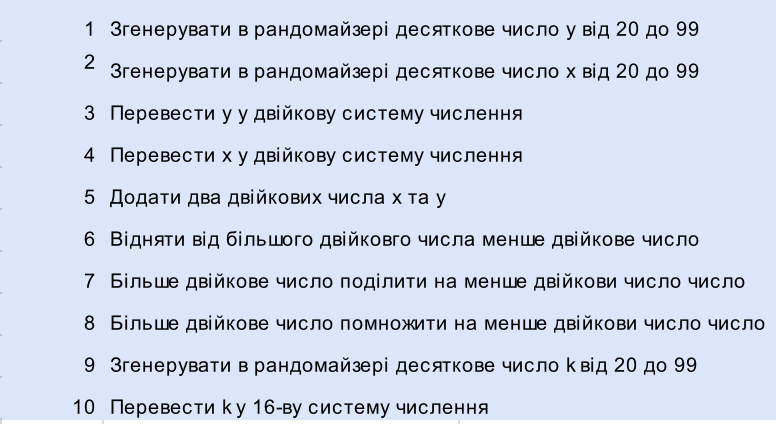 1 Згенерувати в рандомайзері десяткове число y від 20 до 99
2 Згенерувати в рандомайзері десяткове число x від 20 до 99
3 Перевести y у двійкову систему числення
4 Перевести x у двійкову систему числення
5 Додати два двійкових числа x та y
6 Відняти від більшого двійковго числа менше двійкове число
7 Більше двійкове число поділити на менше двійкови число число
8 Більше двійкове число помножити на менше двійкови число число
9 Згенерувати в рандомайзері десяткове число k від 20 до 99
10 Перевести k у 16-ву систему числення